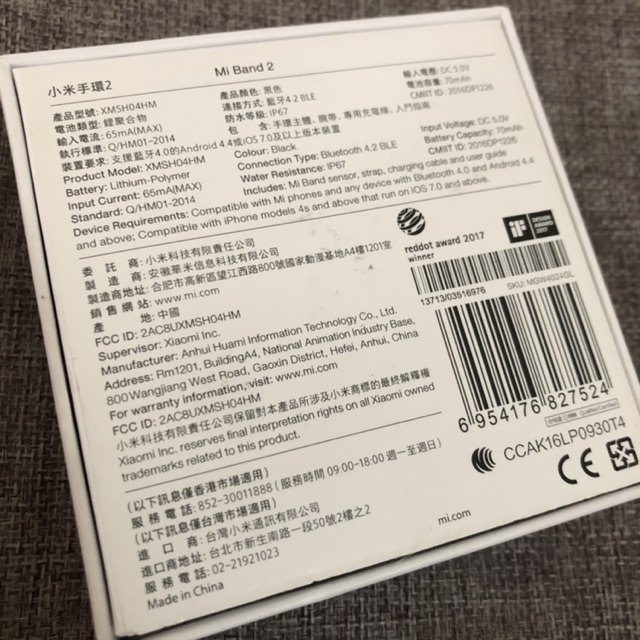 小米手環2
Mi Band 2
產品型號: XMSH04HM
產品顏色: 黑色
輸入電壓: DC 5.0V
電池類型: 鋰聚合物
連接方式: 藍牙4.2 BLE
電池容量: 70mAh
輸入電流: 65mA(MAX)
防水等級: IP67
CMIIT ID: 2016DP1226
執行標準: Q/HM01-2014
包 含: 手環主體、腕帶、專用充電線、入門指南
裝置要求: 支援藍牙4.0的Android 4.4或iOS 7.0及以上版本裝置
Product Model: XMSH04HM
Colour: Black
Input Voltage: DC 5.0V
Battery: Lithium-Polymer
Connection Type: Bluetooth 4.2 BLE
Battery Capacity: 70mAh
Input Current: 65mA(MAX)
Water Resistance: IP67
CMIIT ID: 2016DP1226
Standard: Q/HM01-2014
Includes: Mi Band sensor, strap, charging cable and user guide
Device Requirements: Compatible with Mi phones and any device with Bluetooth 4.0 and Android 4.4
and above; Compatible with iPhone models 4s and above that run on iOS 7.0 and above.
委 託 商: 小米科技有限責任公司
製 造 商: 安徽華米信息科技有限公司
製造商地址: 合肥市高新區望江西路800號國家動漫基地A4樓1201室
銷 售 網 站: www.mi.com
產 地: 中國
FCC ID: 2AC8UXMSH04HM
Supervisor: Xiaomi Inc.
Manufacturer: Anhui Huami Information Technology Co., Ltd.
Address: Rm1201, BuildingA4, National Animation Industry Base,
800Wangjiang West Road, Gaoxin District, Hefei, Anhui, China
For warranty information, visit: www.mi.com
FCC ID: 2AC8UXMSH04HM
小米科技有限責任公司保留對本產品所涉及小米商標的最終解釋權
Xiaomi Inc. reserves final interpretation rights on all Xiaomi owned
trademarks related to this product.
(以下訊息僅香港市場適用)
服 務 電 話: 852-30011888 (服務時間 09:00-18:00 週一至週日)
(以下訊息僅台灣市場適用)
進 口 商: 台灣小米通訊有限公司
進口商地址: 台北市新生南路一段50號2樓之2
服 務 電 話: 02-21921023
Made in China
reddot award 2017
winner
iF
DESIGN
2017
SKU: MGW4024GL
13713/03516976
6 954176 827524
CCAK16LP0930T4
CE
mi.com